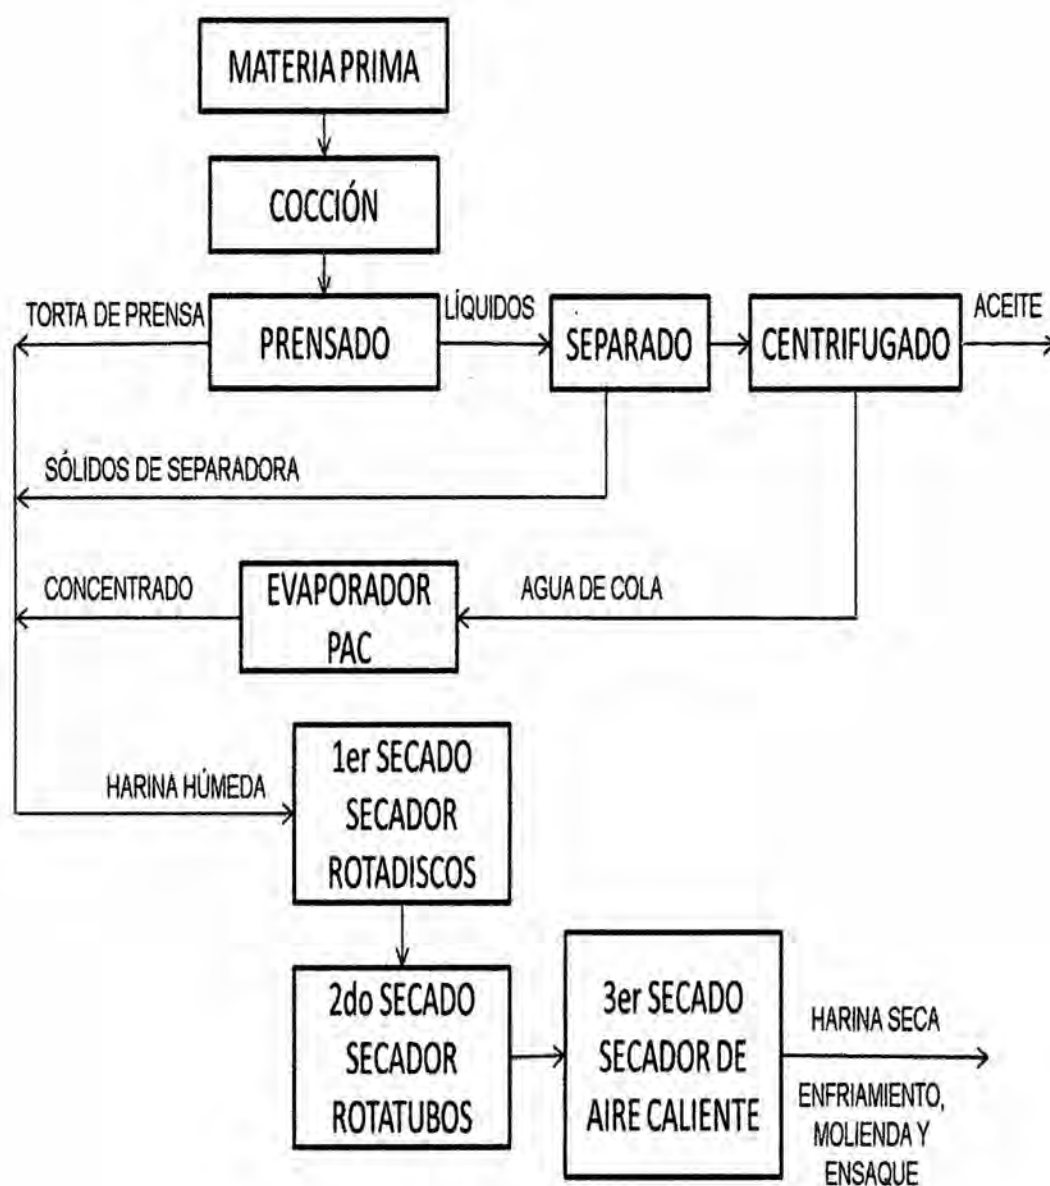 MATERIA PRIMA
COCCIÓN
TORTA DE PRENSA
PRENSADO
LÍQUIDOS
SEPARADO
CENTRIFUGADO
ACEITE
SÓLIDOS DE SEPARADORA
CONCENTRADO
EVAPORADOR
PAC
AGUA DE COLA
HARINA HÚMEDA
1er SECADO
SECADOR
ROTADISCOS
2do SECADO
SECADOR
ROTATUBOS
3er SECADO
SECADOR DE
AIRE CALIENTE
HARINA SECA
ENFRIAMIENTO,
MOLIENDA Y
ENSAQUE